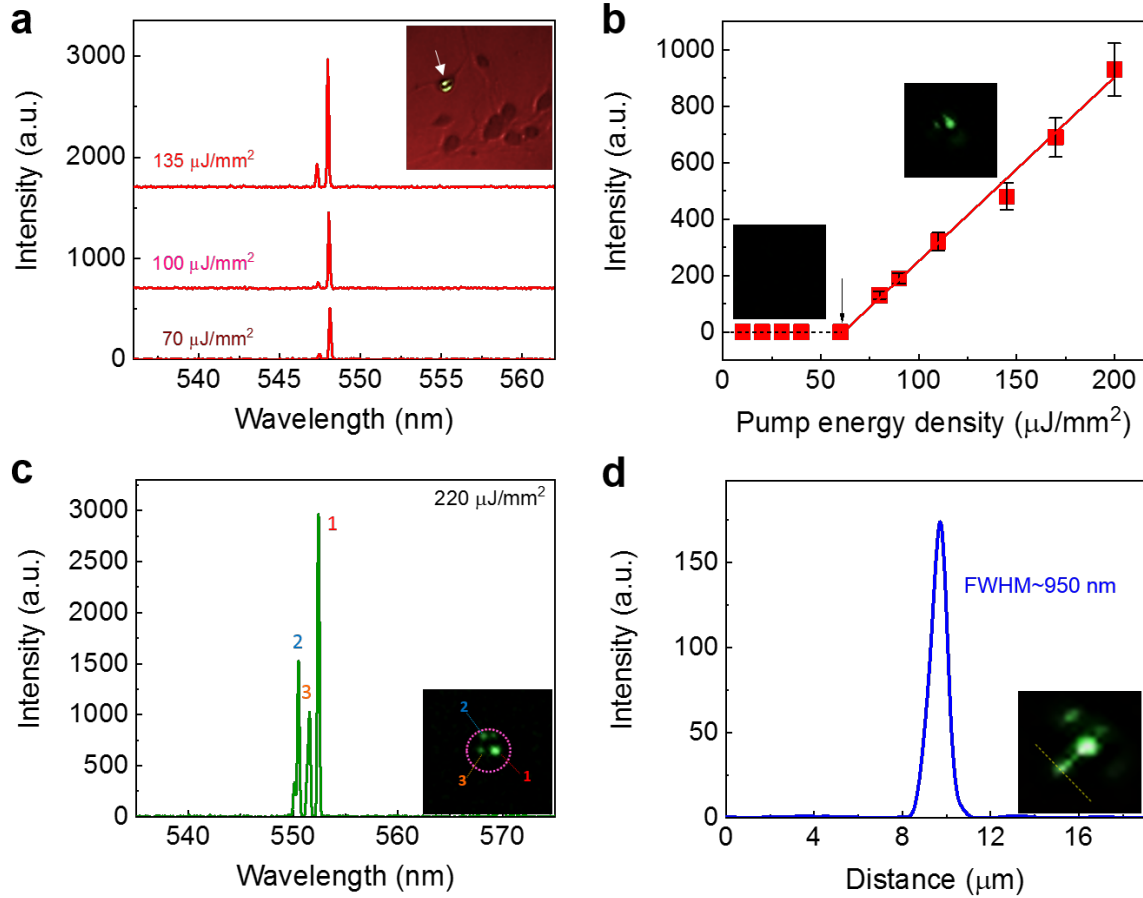 a
Intensity (a.u.)
3000
2000
1000
0
135 μJ/mm²
100 μJ/mm²
70 μJ/mm²
540 545 550 555 560
Wavelength (nm)
b
Intensity (a.u.)
1000
800
600
400
200
0
0 50 100 150 200
Pump energy density (μJ/mm²)
c
Intensity (a.u.)
3000
2500
2000
1500
1000
500
0
220 μJ/mm²
1
2
3
2
3
1
540 550 560 570
Wavelength (nm)
d
Intensity (a.u.)
150
100
50
0
FWHM~950 nm
0 4 8 12 16
Distance (μm)